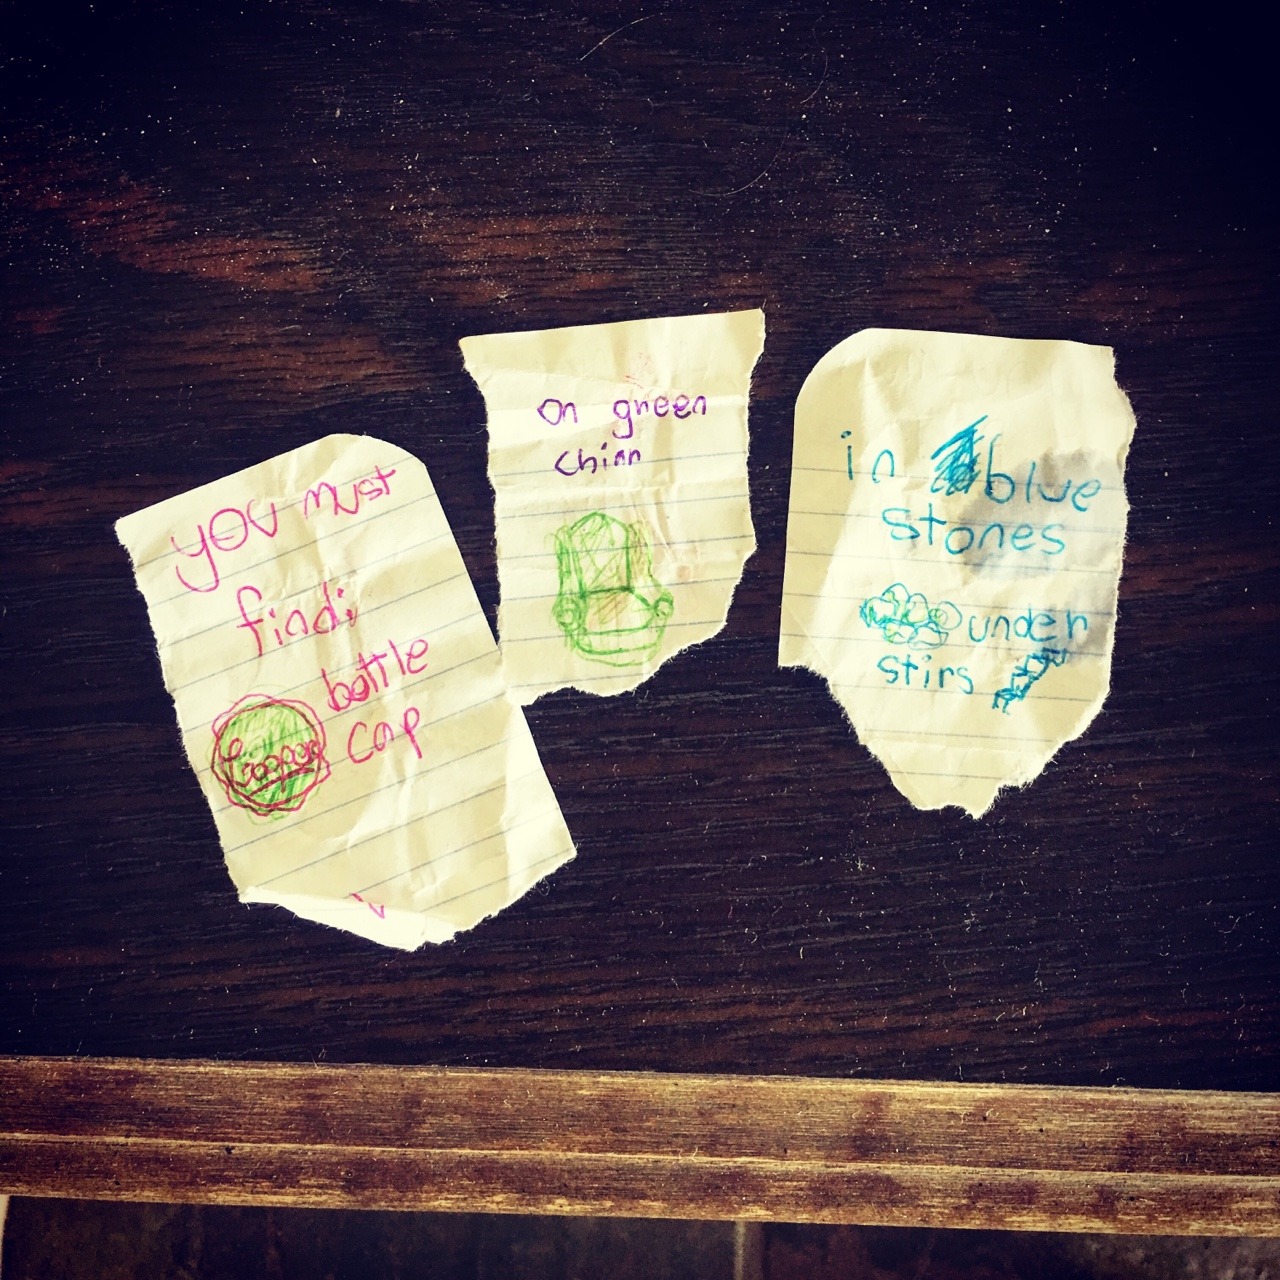 you must
find:
bottle
cap
on green
chiar
in blue
stones
under
stirs